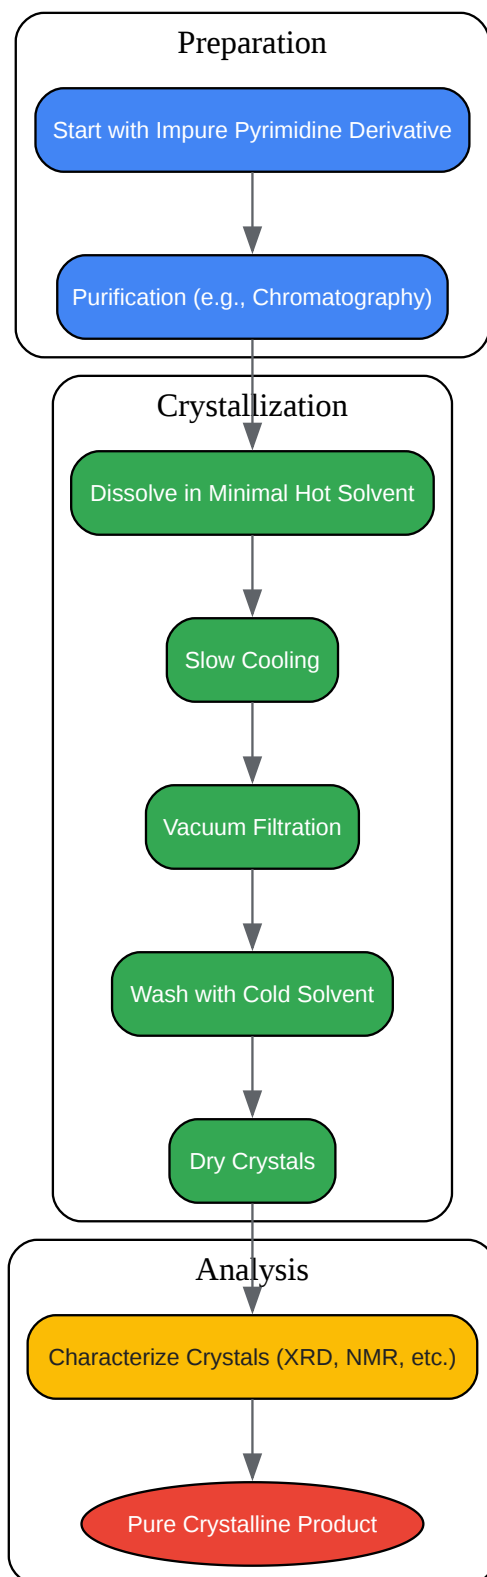 Preparation
Start with Impure Pyrimidine Derivative
Purification (e.g., Chromatography)
Crystallization
Dissolve in Minimal Hot Solvent
Slow Cooling
Vacuum Filtration
Wash with Cold Solvent
Dry Crystals
Analysis
Characterize Crystals (XRD, NMR, etc.)
Pure Crystalline Product